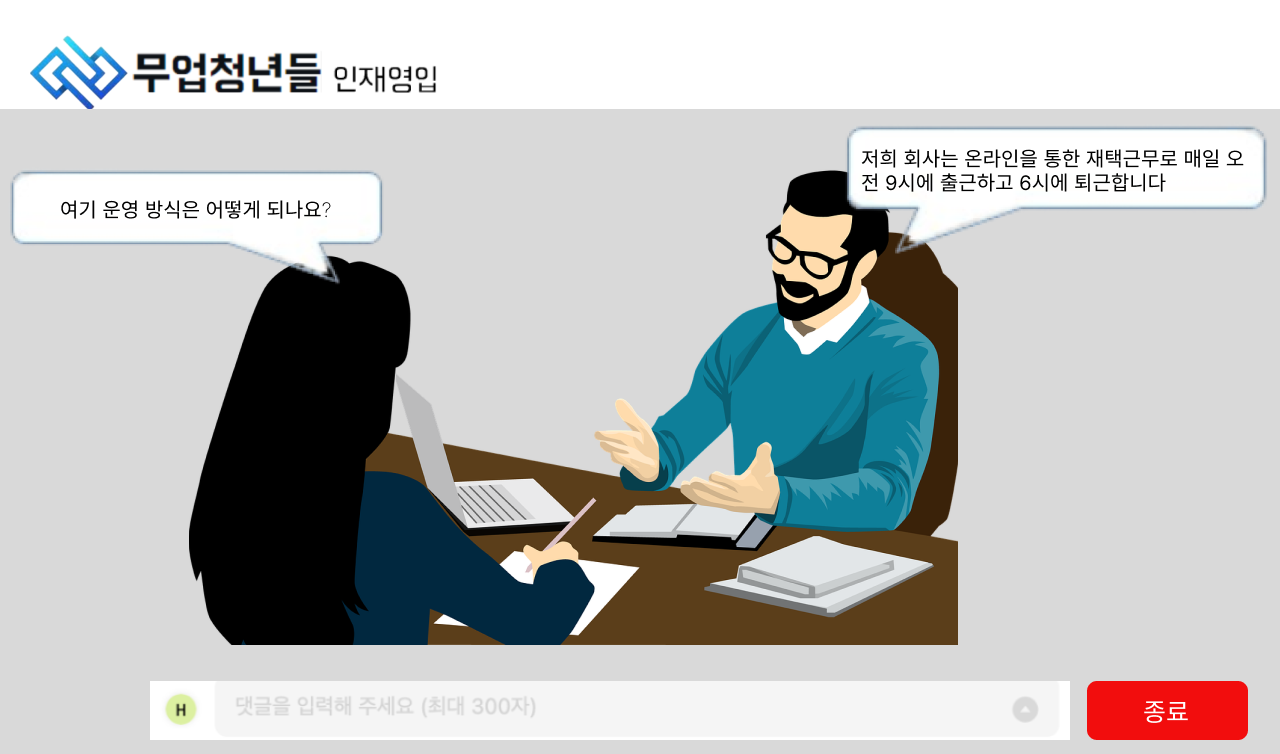 무업청년들 인재영입
여기 운영 방식은 어떻게 되나요?
저희 회사는 온라인을 통한 재택근무로 매일 오
전 9시에 출근하고 6시에 퇴근합니다
H
댓글을 입력해 주세요 (최대 300자)
종료